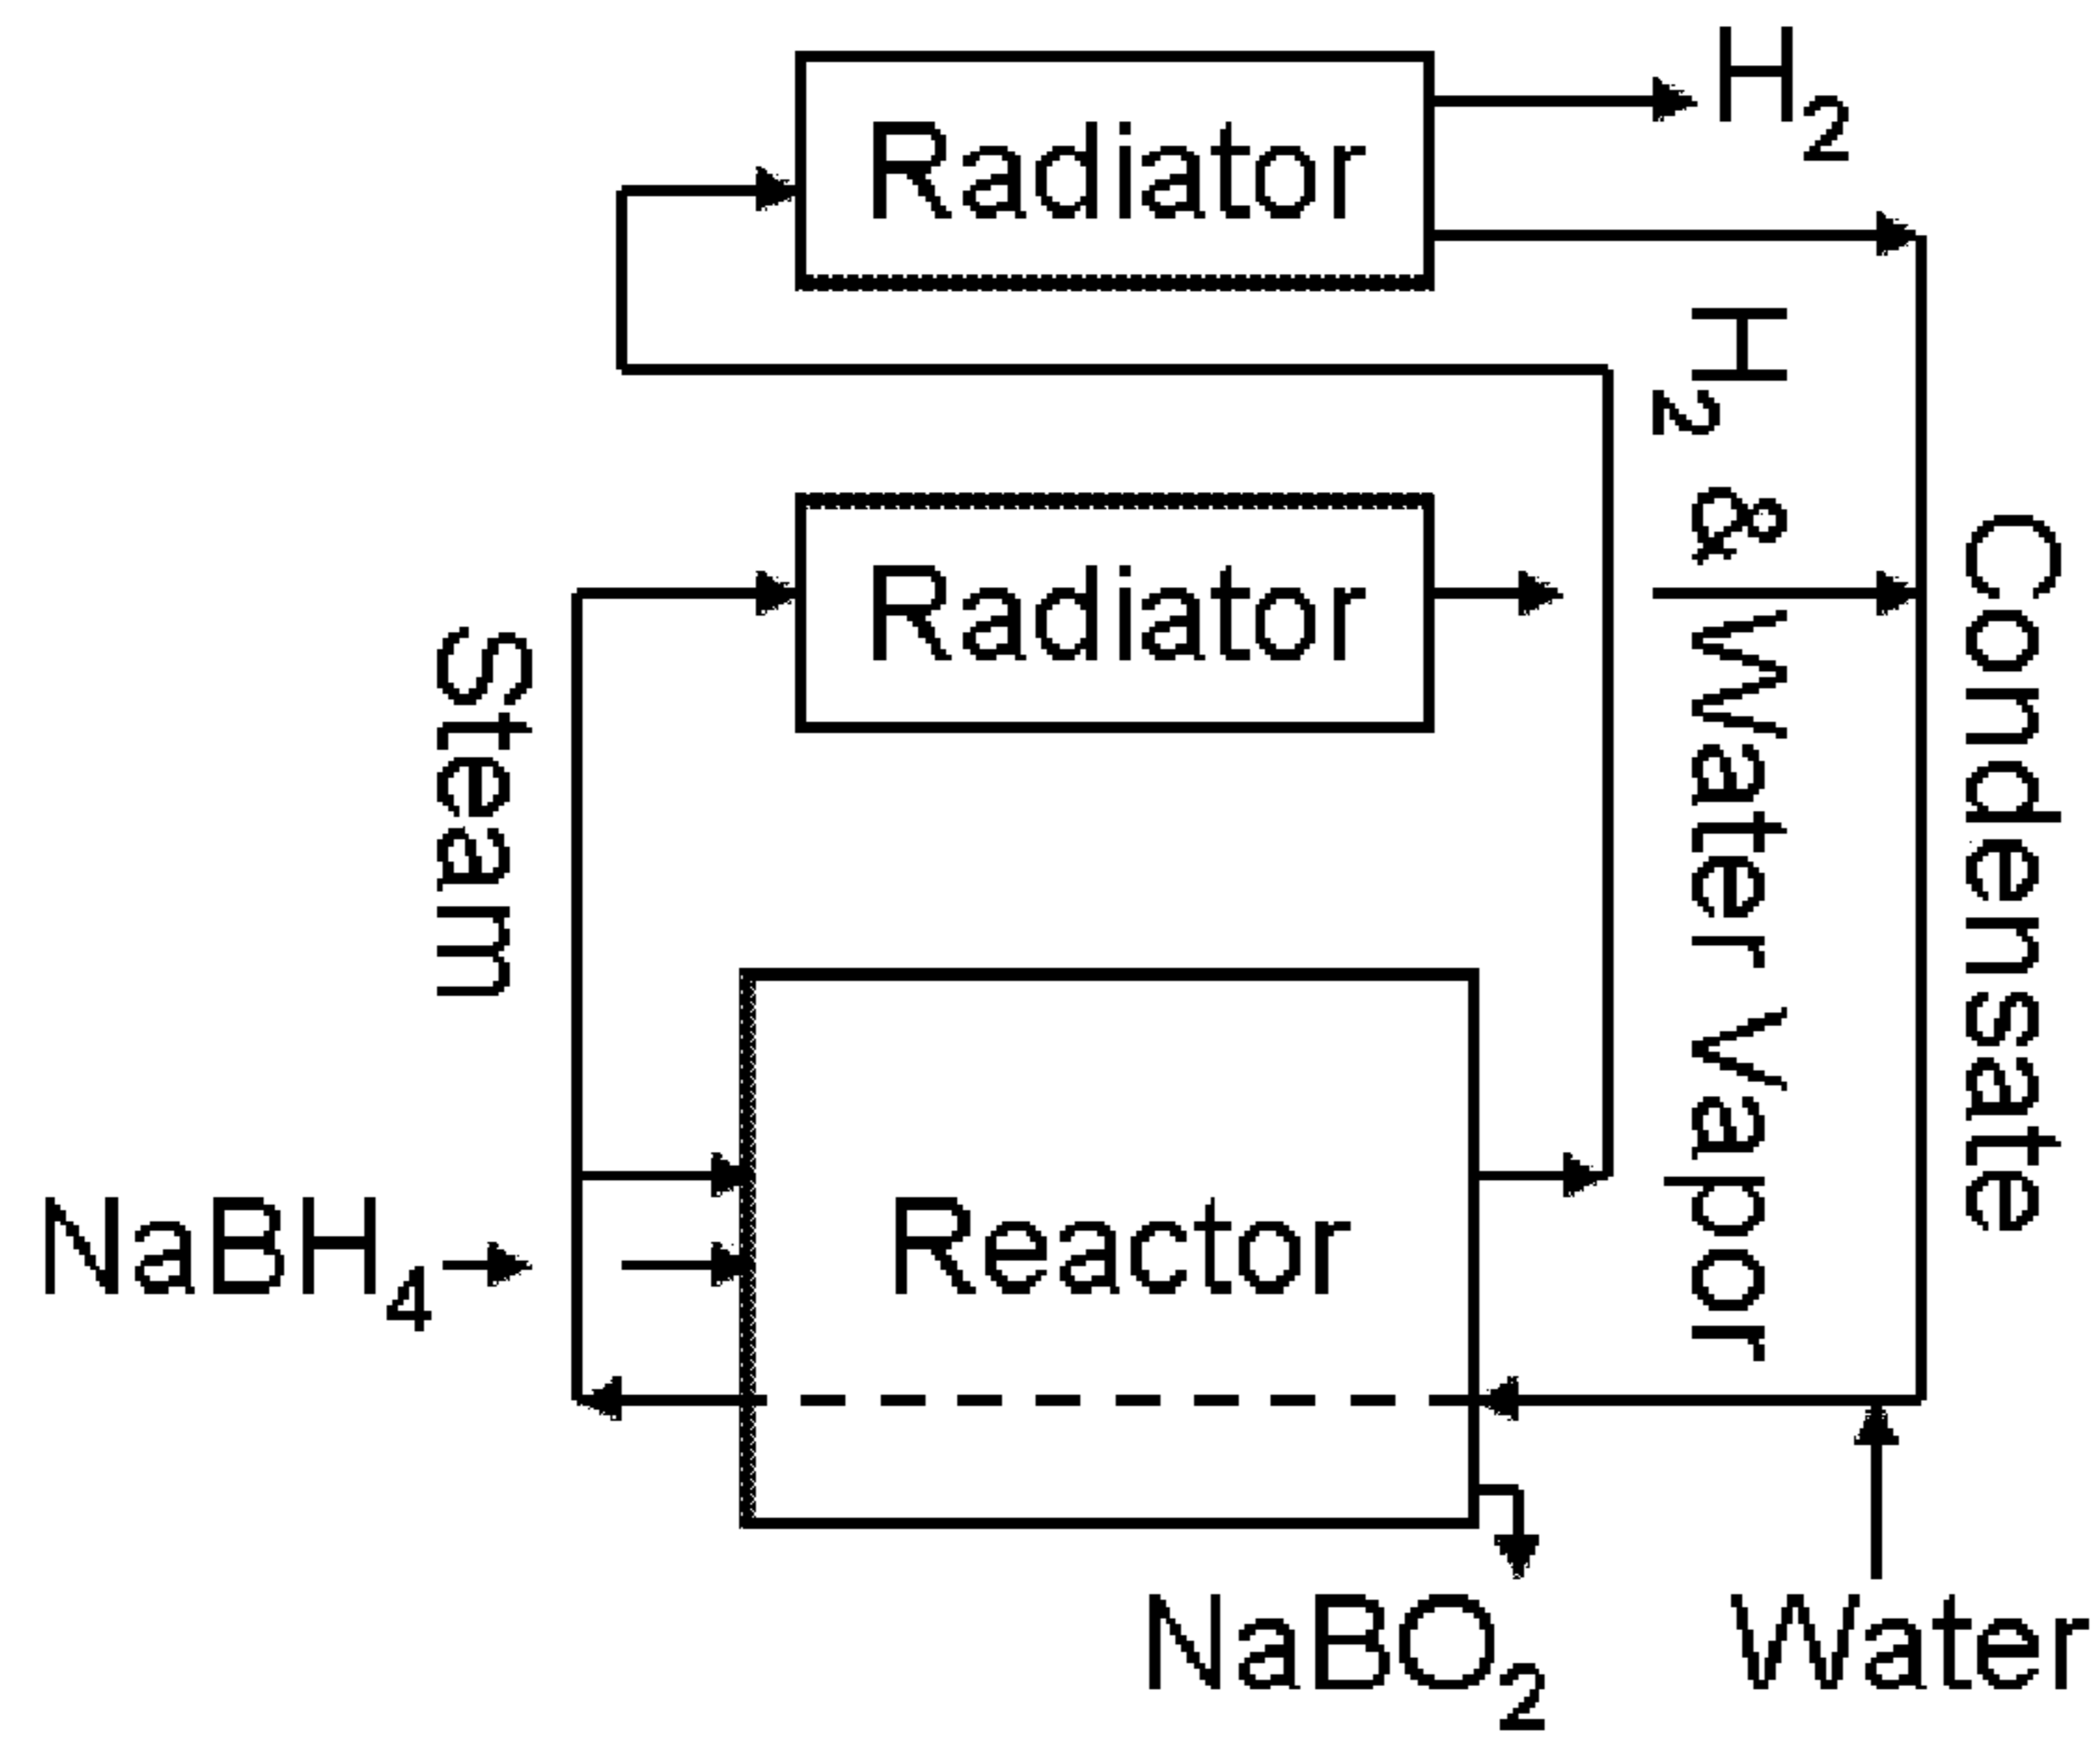 H₂
Radiator
H₂ & Water Vapor
Condensate
Radiator
Steam
NaBH₄
Reactor
NaBO₂
Water